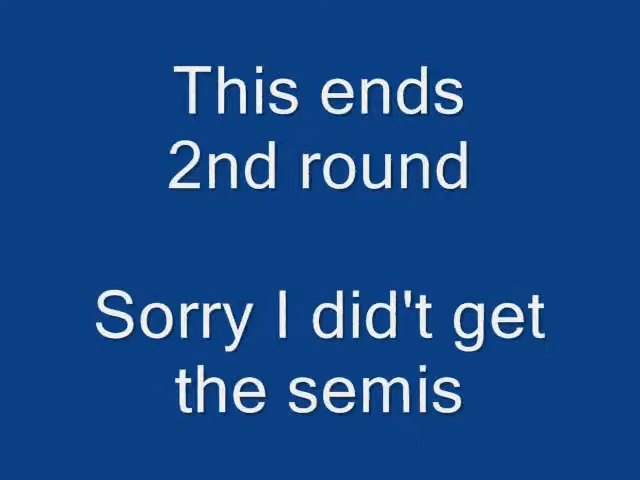 This ends
2nd round
Sorry I did't get
the semis